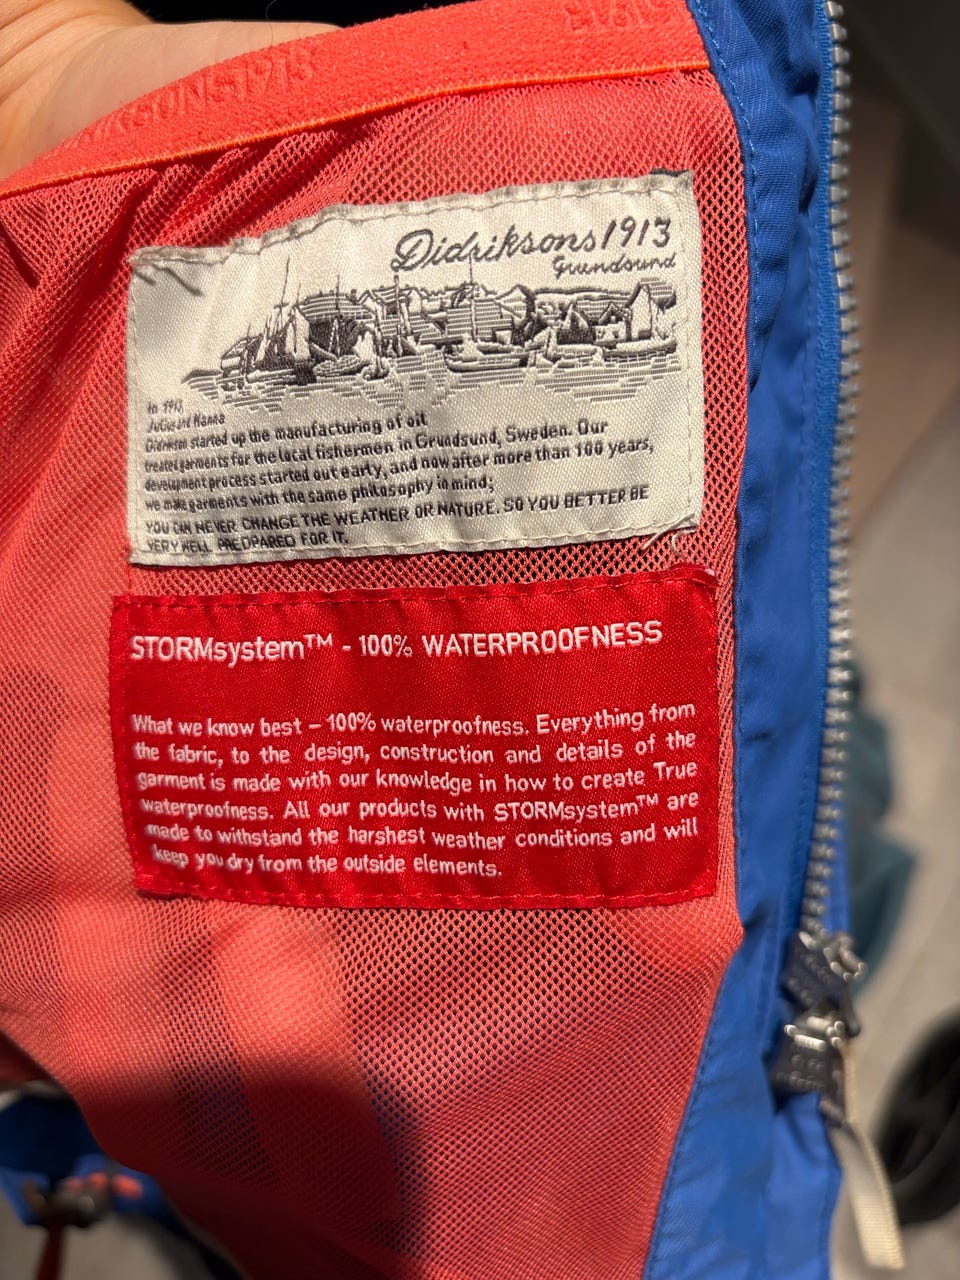 Didriksons1913
Grundsund
In 1913,
Julius and Hanna
Didrikson started up the manufacturing of oil
treated garments for the local fishermen in Grundsund, Sweden. Our
development process started out early, and now after more than 100 years,
we make garments with the same philosophy in mind;
YOU CAN NEVER CHANGE THE WEATHER OR NATURE. SO YOU BETTER BE
VERY WELL PREDPARED FOR IT.
STORMsystem™ - 100% WATERPROOFNESS
What we know best – 100% waterproofness. Everything from
the fabric, to the design, construction and details of the
garment is made with our knowledge in how to create True
waterproofness. All our products with STORMsystem™ are
made to withstand the harshest weather conditions and will
keep you dry from the outside elements.